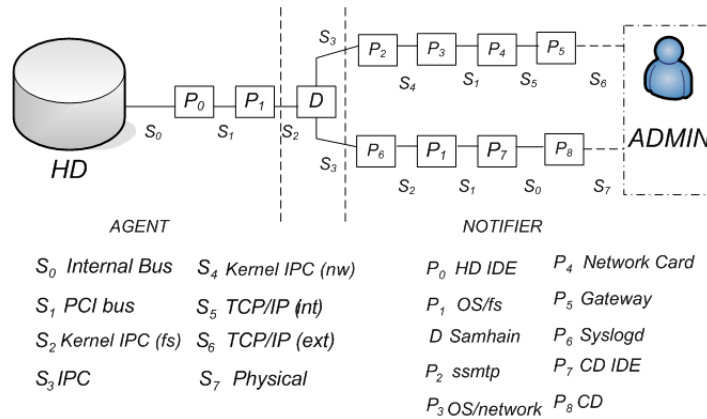 S3
P2 P3 P4 P5
S4 S1 S5 S6
P0 P1 D
S0 S1 S2
HD
ADMIN
S3
P6 P1 P7 P8
S2 S1 S0 S7
AGENT NOTIFIER
S0 Internal Bus
S1 PCI bus
S2 Kernel IPC (fs)
S3 IPC
S4 Kernel IPC (nw)
S5 TCP/IP (int)
S6 TCP/IP (ext)
S7 Physical
P0 HD IDE
P1 OS/fs
D Samhain
P2 ssmtp
P3 OS/network
P4 Network Card
P5 Gateway
P6 Syslogd
P7 CD IDE
P8 CD